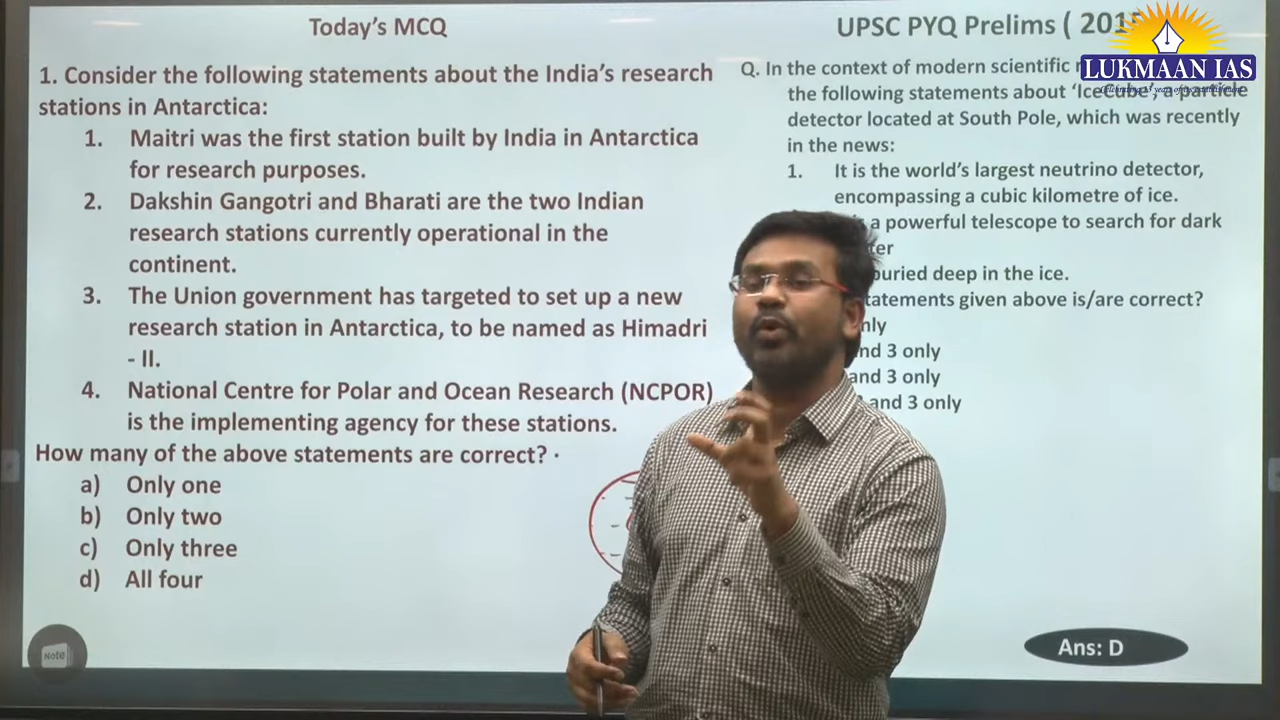 Today's MCQ
1. Consider the following statements about the India's research
stations in Antarctica:
1. Maitri was the first station built by India in Antarctica
for research purposes.
2. Dakshin Gangotri and Bharati are the two Indian
research stations currently operational in the
continent.
3. The Union government has targeted to set up a new
research station in Antarctica, to be named as Himadri
- II.
4. National Centre for Polar and Ocean Research (NCPOR)
is the implementing agency for these stations.
How many of the above statements are correct?
a) Only one
b) Only two
c) Only three
d) All four
Note
UPSC PYQ Prelims ( 201
LUKMAAN IAS
Q. In the context of modern scientific
the following statements about 'IceCube', a particle
detector located at South Pole, which was recently
in the news:
1. It is the world's largest neutrino detector,
encompassing a cubic kilometre of ice.
a powerful telescope to search for dark
buried deep in the ice.
statements given above is/are correct?
and 3 only
and 3 only
and 3 only
Ans: D